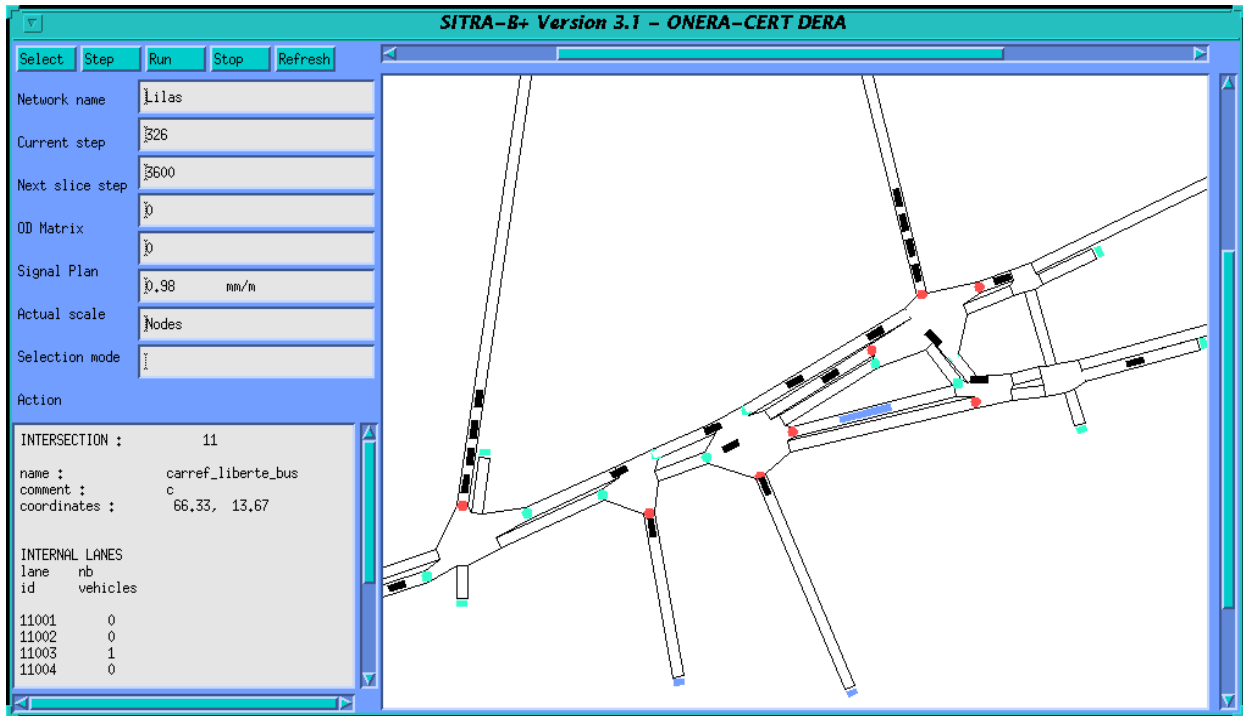 SITRA-B+ Version 3.1 - ONERA-CERT DERA
Select Step Run Stop Refresh
Network name Lilas
Current step 326
Next slice step 3600
OD Matrix 0
Signal Plan 0
Actual scale 0.98 mm/m
Selection mode Nodes
Action
INTERSECTION : 11
name : carref_liberte_bus
comment : c
coordinates : 66.33, 13.67
INTERNAL LANES
lane nb
id vehicles
11001 0
11002 0
11003 1
11004 0